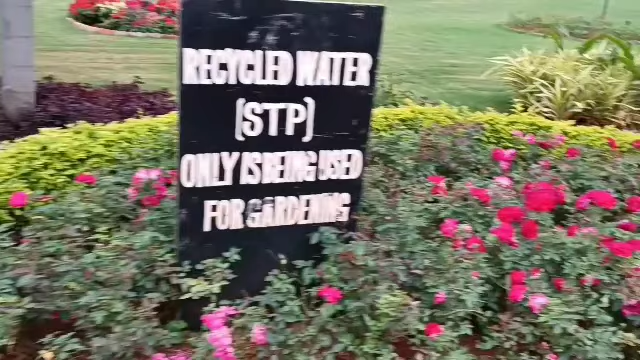 RECYCLED WATER
(STP)
ONLY IS BEING USED
FOR GARDENING